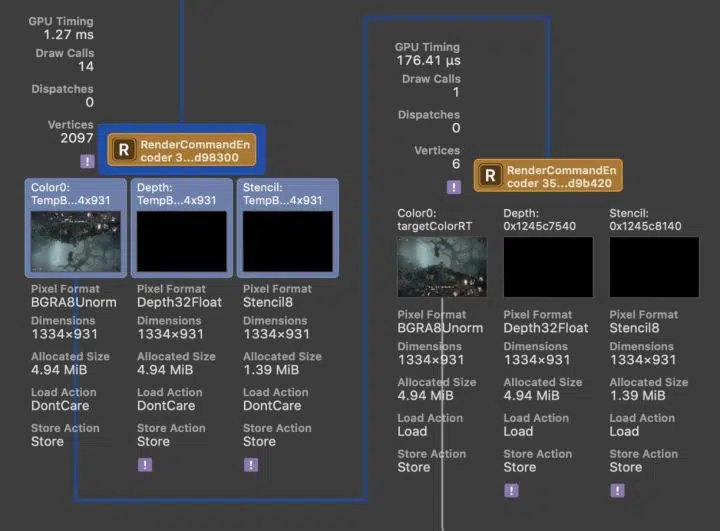 GPU Timing
1.27 ms
Draw Calls
14
Dispatches
0
Vertices
2097
!
R
RenderCommandEn
coder 3...d98300
Color0:
TempB...4x931
Pixel Format
BGRA8Unorm
Dimensions
1334×931
Allocated Size
4.94 MiB
Load Action
DontCare
Store Action
Store
Depth:
TempB...4x931
Pixel Format
Depth32Float
Dimensions
1334×931
Allocated Size
4.94 MiB
Load Action
DontCare
Store Action
Store
!
Stencil:
TempB...4x931
Pixel Format
Stencil8
Dimensions
1334×931
Allocated Size
1.39 MiB
Load Action
DontCare
Store Action
Store
!
GPU Timing
176.41 µs
Draw Calls
1
Dispatches
0
Vertices
6
!
R
RenderCommandEn
coder 35...d9b420
Color0:
targetColorRT
Pixel Format
BGRA8Unorm
Dimensions
1334×931
Allocated Size
4.94 MiB
Load Action
Load
Store Action
Store
Depth:
0x1245c7540
Pixel Format
Depth32Float
Dimensions
1334×931
Allocated Size
4.94 MiB
Load Action
Load
Store Action
Store
!
Stencil:
0x1245c8140
Pixel Format
Stencil8
Dimensions
1334×931
Allocated Size
1.39 MiB
Load Action
Load
Store Action
Store
!